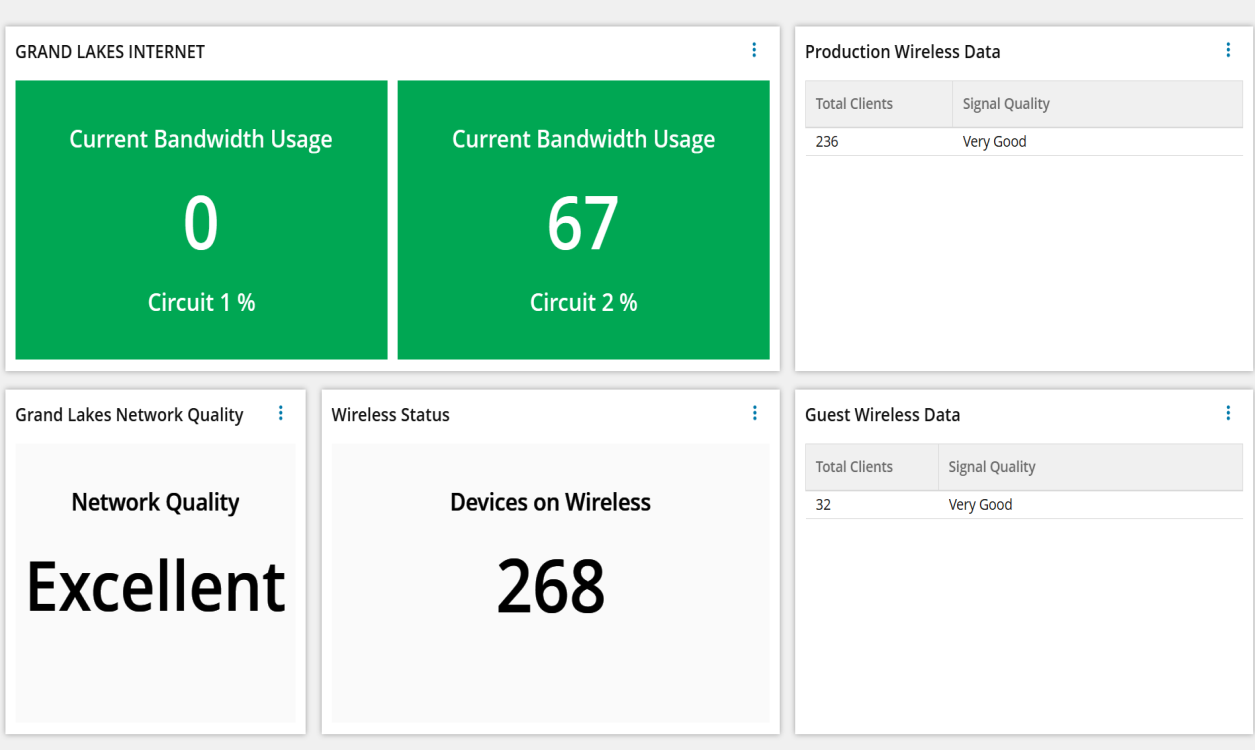 GRAND LAKES INTERNET
Current Bandwidth Usage
0
Circuit 1 %
Current Bandwidth Usage
67
Circuit 2 %
Production Wireless Data
Total Clients Signal Quality
236 Very Good
Grand Lakes Network Quality
Network Quality
Excellent
Wireless Status
Devices on Wireless
268
Guest Wireless Data
Total Clients Signal Quality
32 Very Good